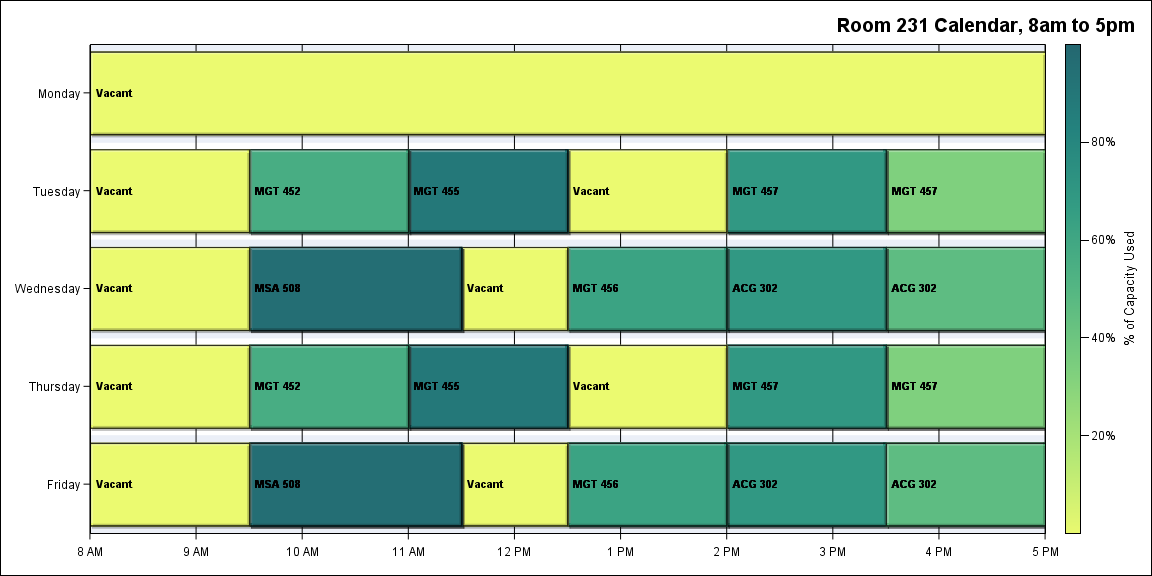 Room 231 Calendar, 8am to 5pm
Monday
Vacant
Tuesday
Vacant
MGT 452
MGT 455
Vacant
MGT 457
MGT 457
Wednesday
Vacant
MSA 508
Vacant
MGT 456
ACG 302
ACG 302
Thursday
Vacant
MGT 452
MGT 455
Vacant
MGT 457
MGT 457
Friday
Vacant
MSA 508
Vacant
MGT 456
ACG 302
ACG 302
8 AM
9 AM
10 AM
11 AM
12 PM
1 PM
2 PM
3 PM
4 PM
5 PM
80%
60%
40%
20%
% of Capacity Used